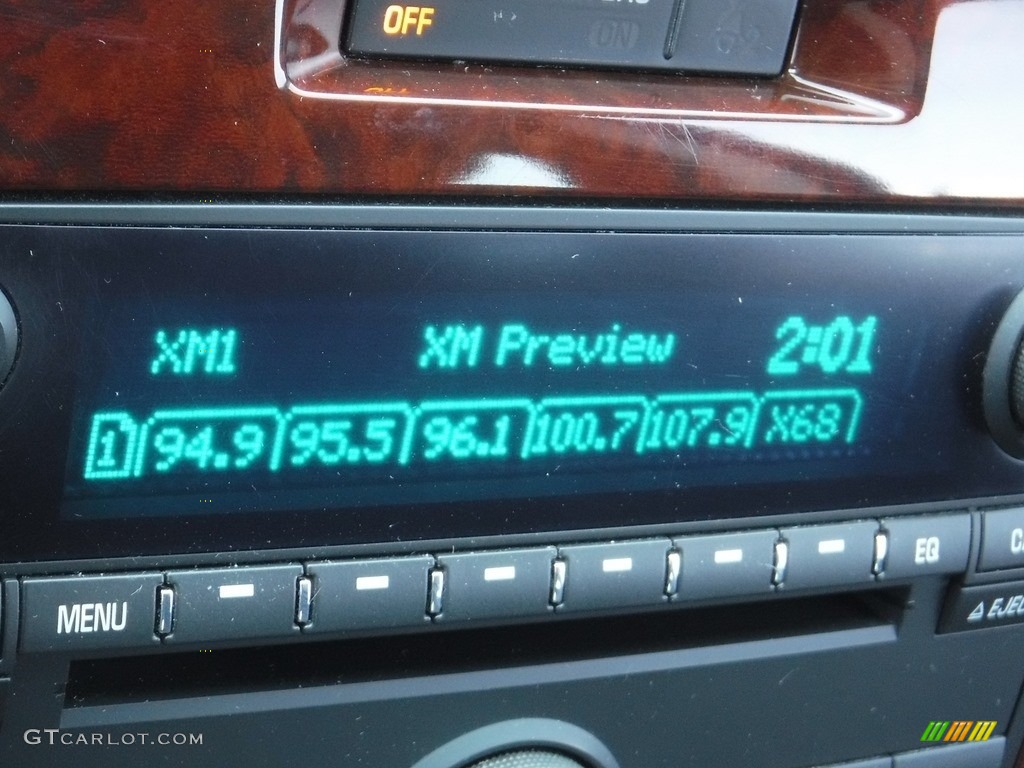 OFF
ON
XM1 XM Preview 2:01
1 94.9 95.5 96.1 100.7 107.9 X68
MENU EQ
EJEC
GTCARLOT.COM